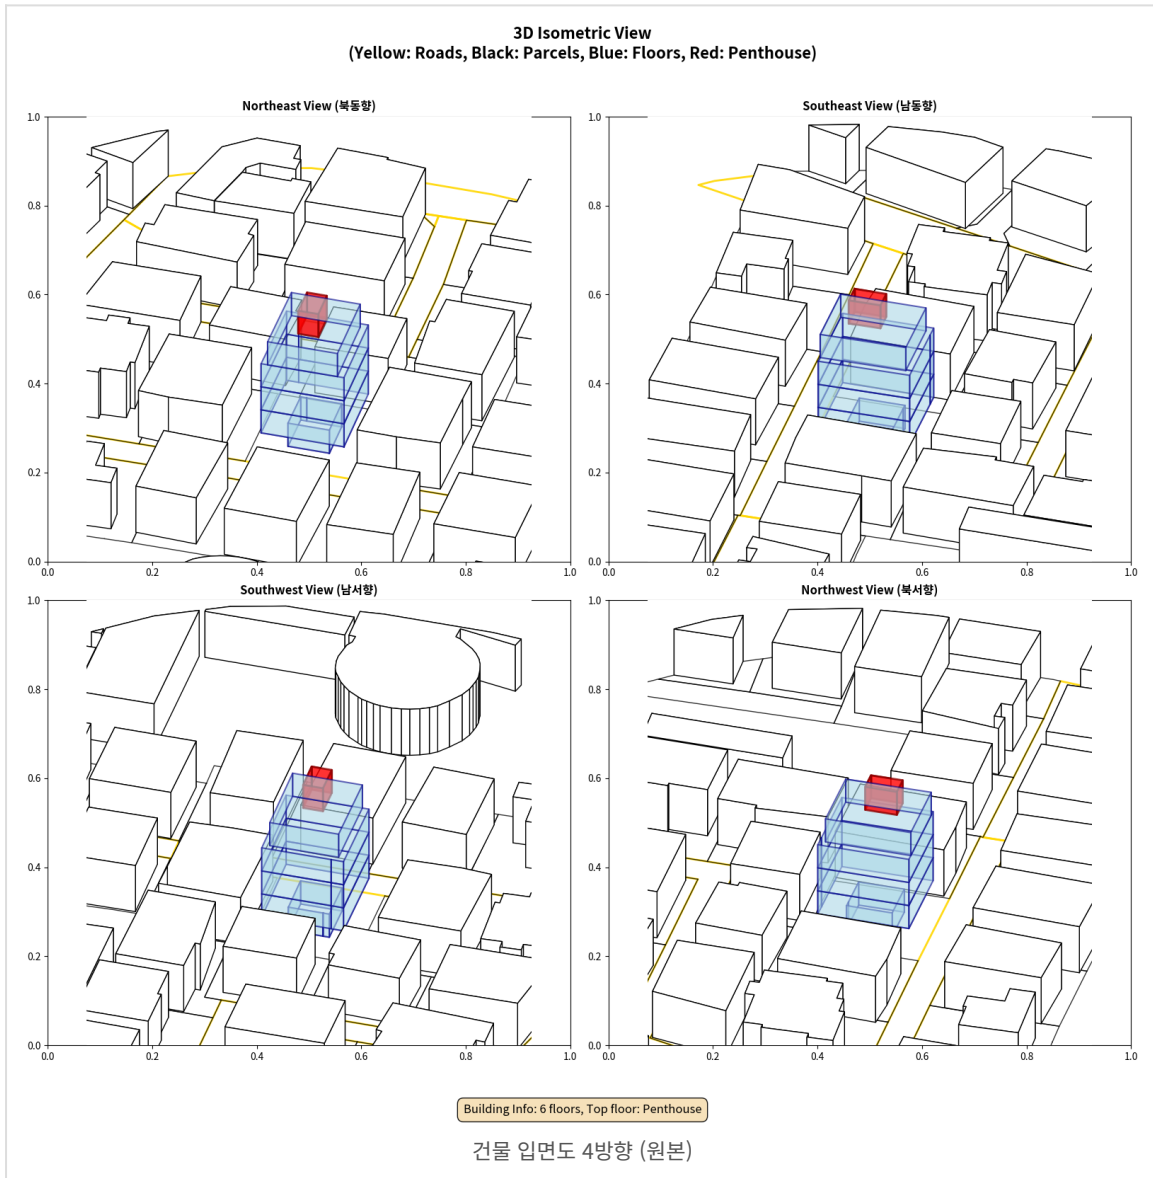 3D Isometric View
(Yellow: Roads, Black: Parcels, Blue: Floors, Red: Penthouse)
Northeast View (북동향)
1.0
0.8
0.6
0.4
0.2
0.0
0.0 0.2 0.4 0.6 0.8 1.0
Southeast View (남동향)
1.0
0.8
0.6
0.4
0.2
0.0
0.0 0.2 0.4 0.6 0.8 1.0
Southwest View (남서향)
1.0
0.8
0.6
0.4
0.2
0.0
0.0 0.2 0.4 0.6 0.8 1.0
Northwest View (북서향)
1.0
0.8
0.6
0.4
0.2
0.0
0.0 0.2 0.4 0.6 0.8 1.0
Building Info: 6 floors, Top floor: Penthouse
건물 입면도 4방향 (원본)